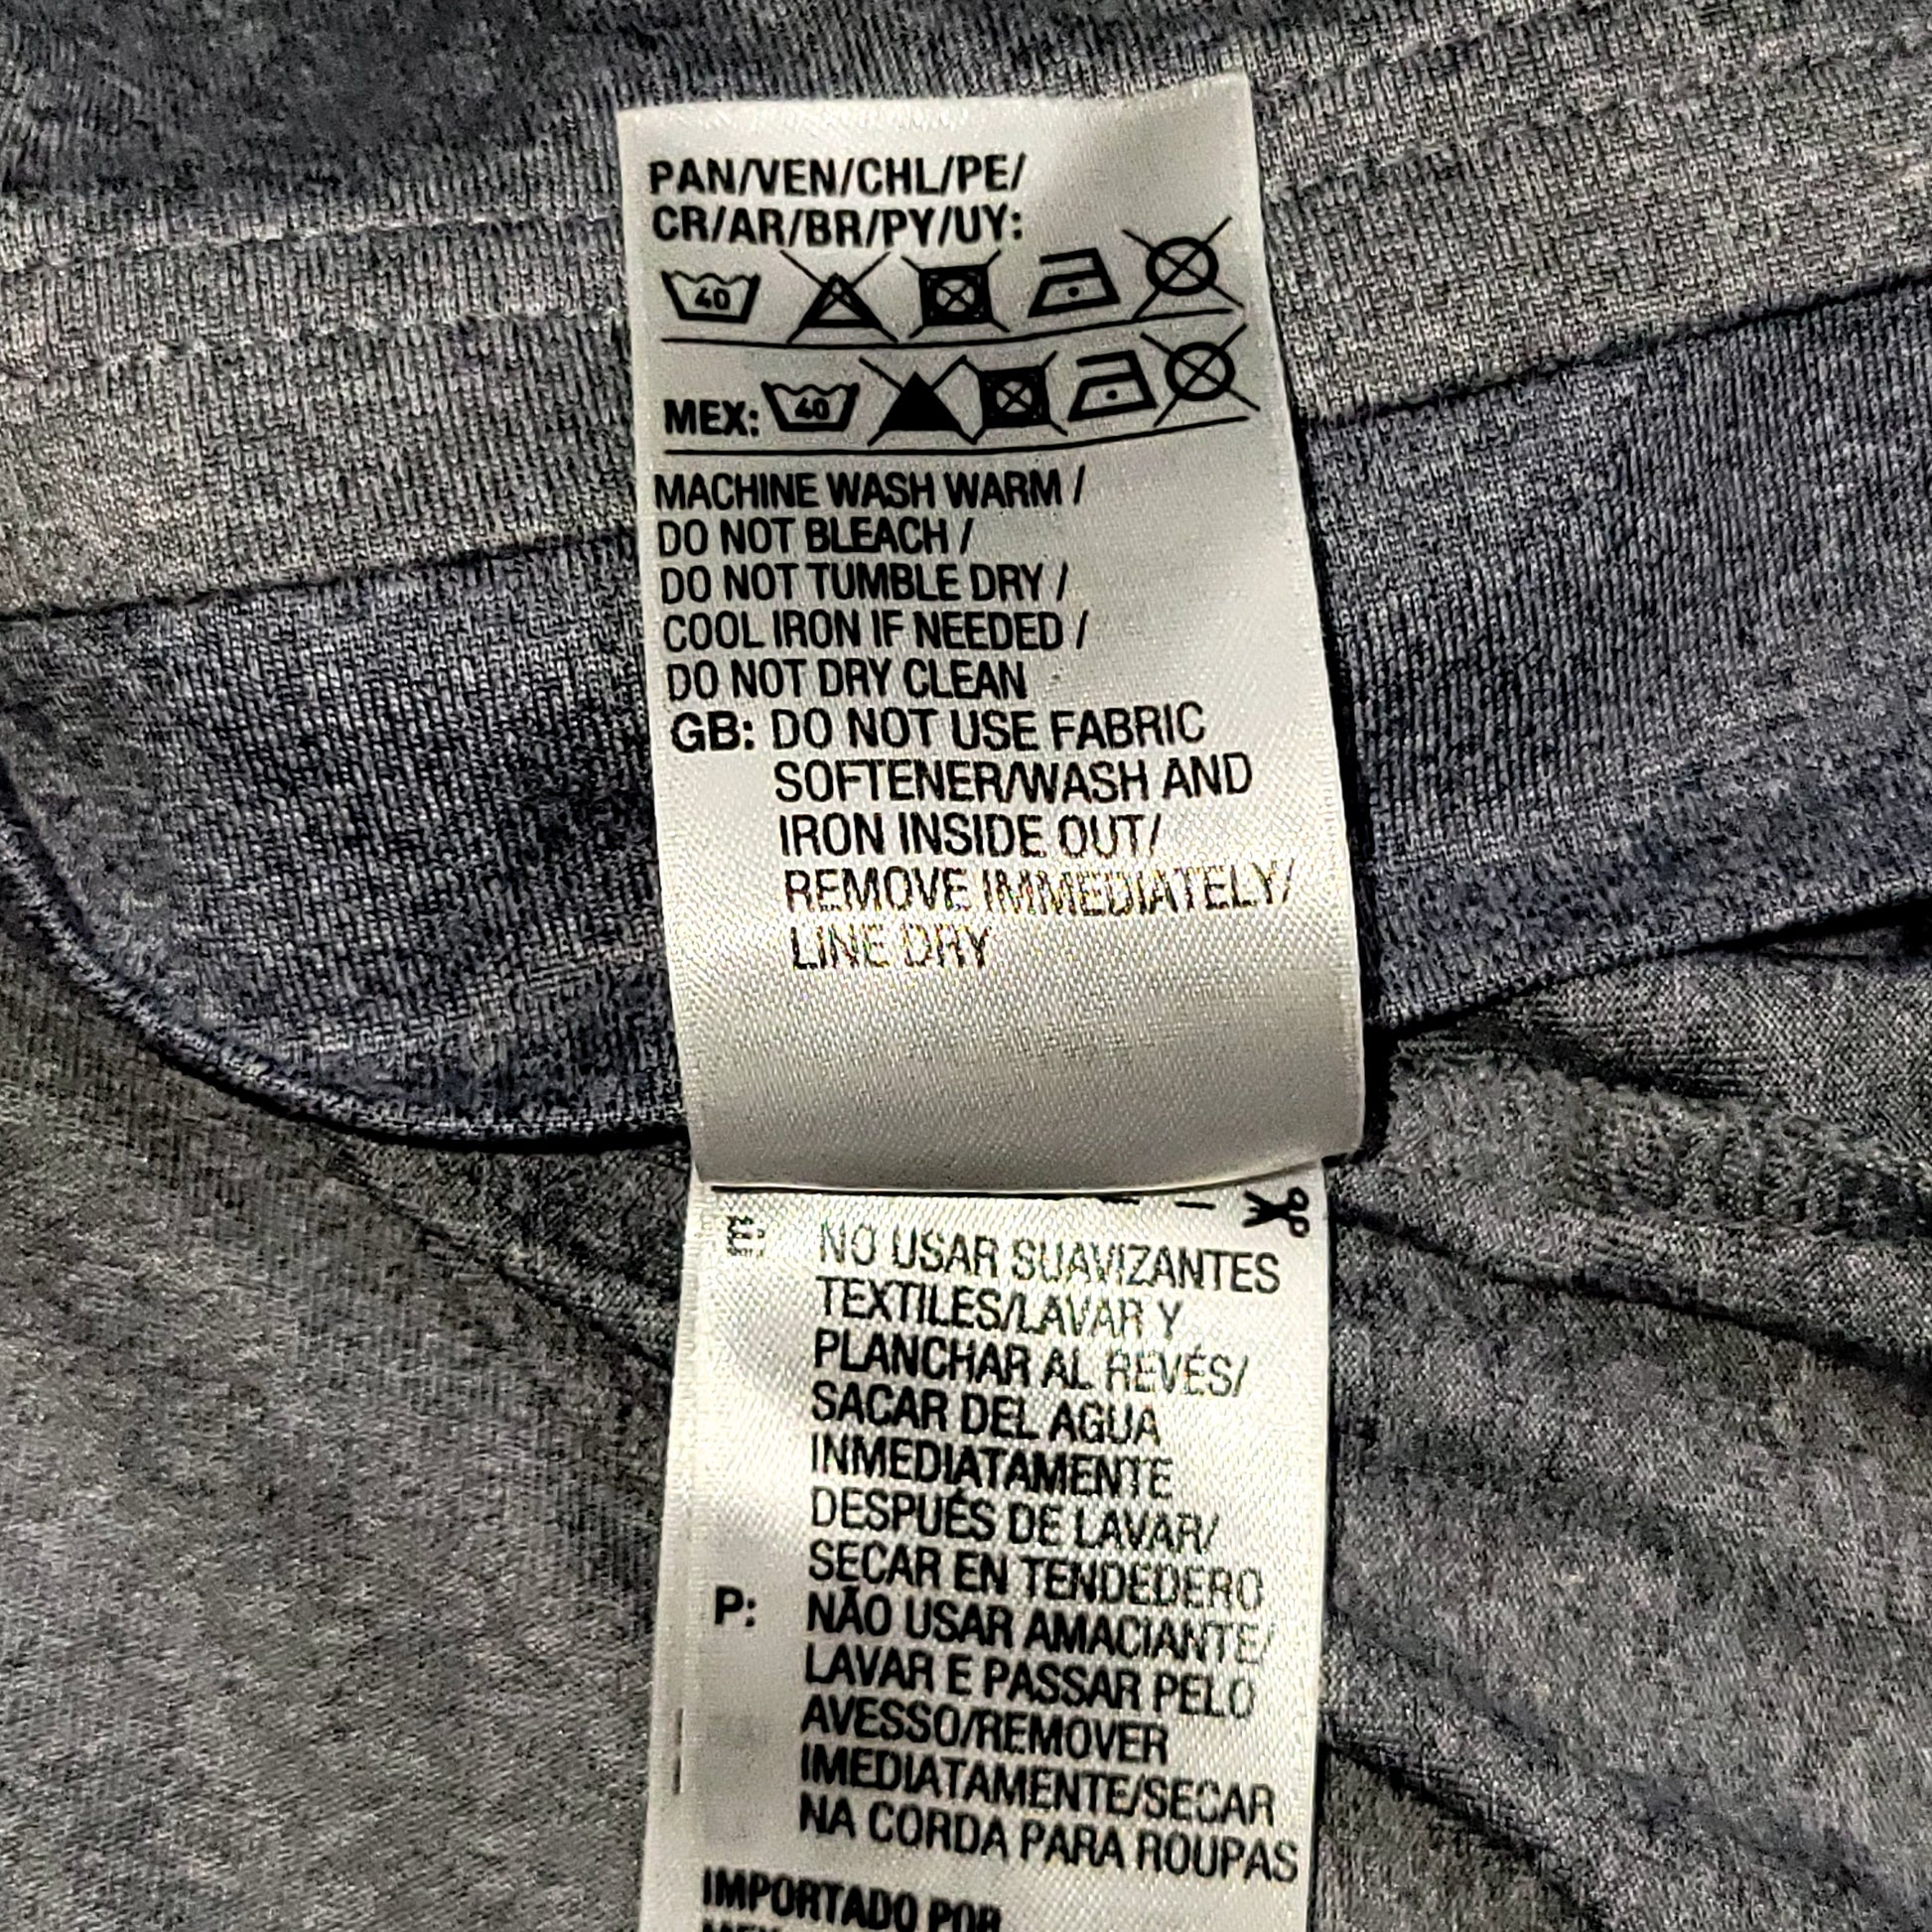 PAN/VEN/CHL/PE/
CR/AR/BR/PY/UY:
40
MEX: 40
MACHINE WASH WARM /
DO NOT BLEACH /
DO NOT TUMBLE DRY /
COOL IRON IF NEEDED /
DO NOT DRY CLEAN
GB: DO NOT USE FABRIC
SOFTENER/WASH AND
IRON INSIDE OUT/
REMOVE IMMEDIATELY/
LINE DRY
E: NO USAR SUAVIZANTES
TEXTILES/LAVAR Y
PLANCHAR AL REVÉS/
SACAR DEL AGUA
INMEDIATAMENTE
DESPUÉS DE LAVAR/
SECAR EN TENDEDERO
P: NÃO USAR AMACIANTE/
LAVAR E PASSAR PELO
AVESSO/REMOVER
IMEDIATAMENTE/SECAR
NA CORDA PARA ROUPAS
IMPORTADO POR